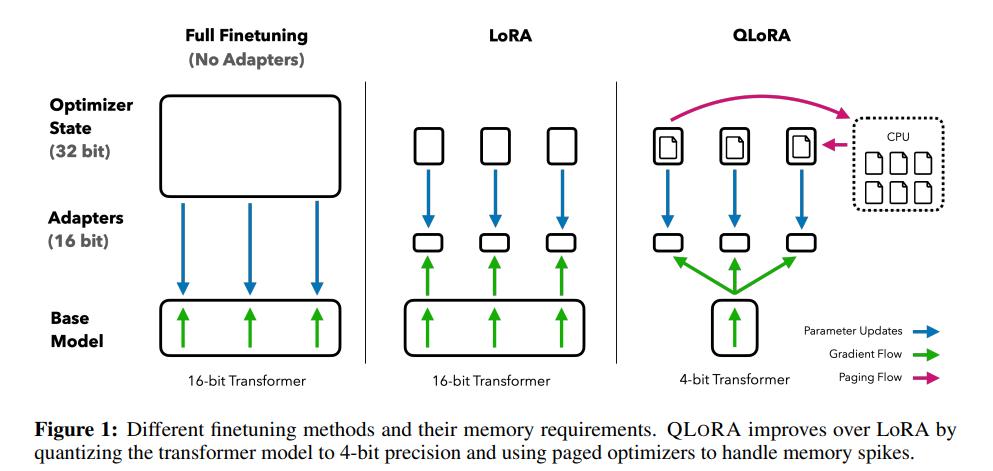 Full Finetuning
(No Adapters)
LoRA
QLoRA
Optimizer
State
(32 bit)
CPU
Adapters
(16 bit)
Base
Model
Parameter Updates
Gradient Flow
Paging Flow
16-bit Transformer
16-bit Transformer
4-bit Transformer
Figure 1: Different finetuning methods and their memory requirements. QLORA improves over LoRA by
quantizing the transformer model to 4-bit precision and using paged optimizers to handle memory spikes.